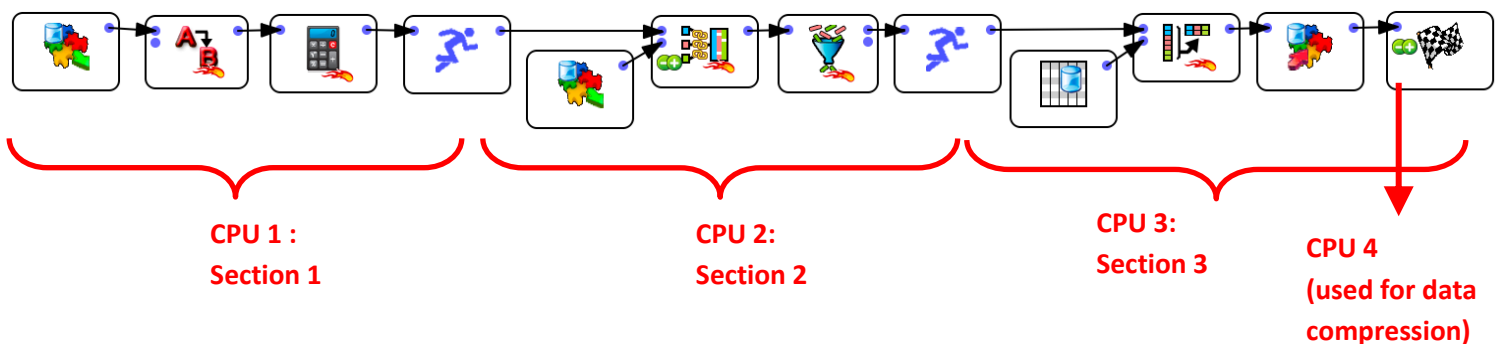 A
B
CPU 1 :
Section 1
CPU 2:
Section 2
CPU 3:
Section 3
CPU 4
(used for data
compression)